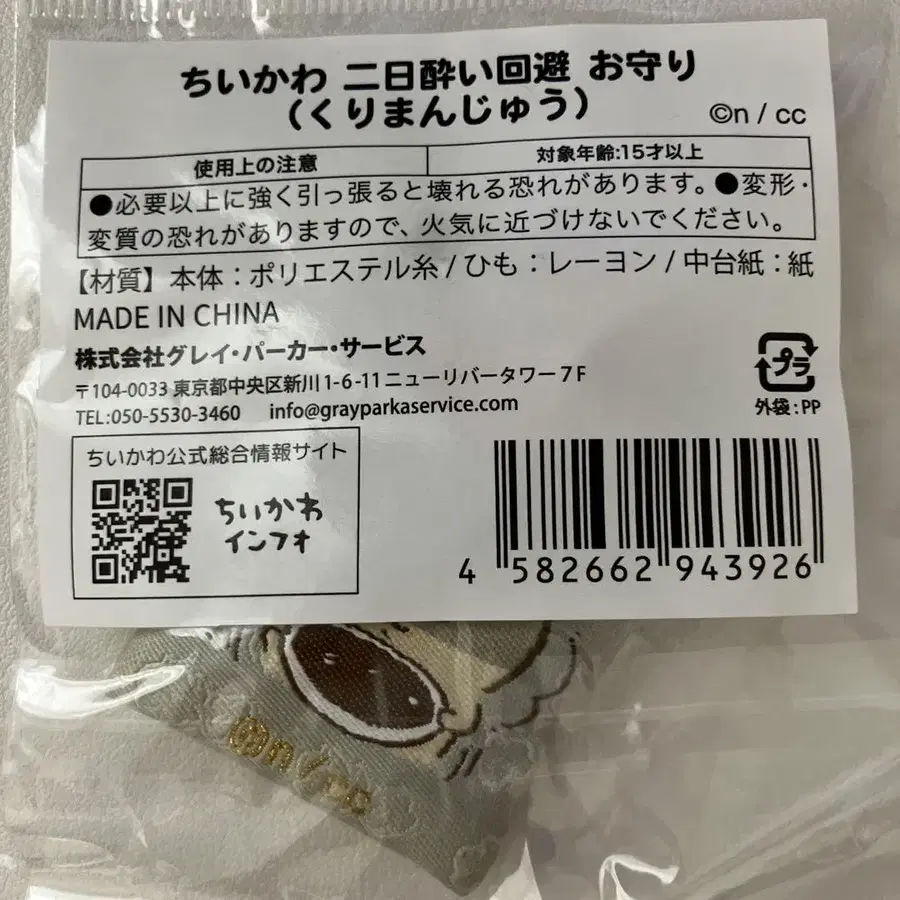 ちいかわ 二日酔い回避 お守り
（くりまんじゅう）
©n / cc
使用上の注意
対象年齢:15才以上
●必要以上に強く引っ張ると壊れる恐れがあります。●変形・
変質の恐れがありますので、火気に近づけないでください。
【材質】本体：ポリエステル糸 / ひも：レーヨン / 中台紙：紙
MADE IN CHINA
株式会社グレイ・パーカー・サービス
〒104-0033 東京都中央区新川1-6-11ニューリバータワー7F
TEL:050-5530-3460 info@grayparkaservice.com
プラ
外袋：PP
ちいかわ公式総合情報サイト
ちいかわ
インフォ
4 582662 943926